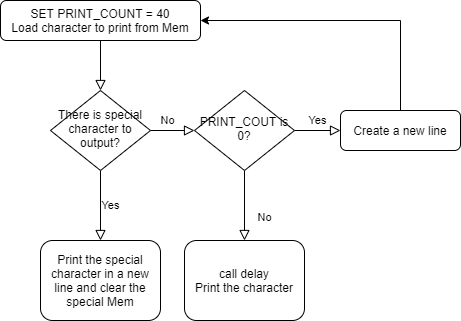 SET PRINT_COUNT = 40
Load character to print from Mem
There is special
character to
output?
No
PRINT_COUT is
0?
Yes
Create a new line
Yes
No
Print the special
character in a new
line and clear the
special Mem
call delay
Print the character